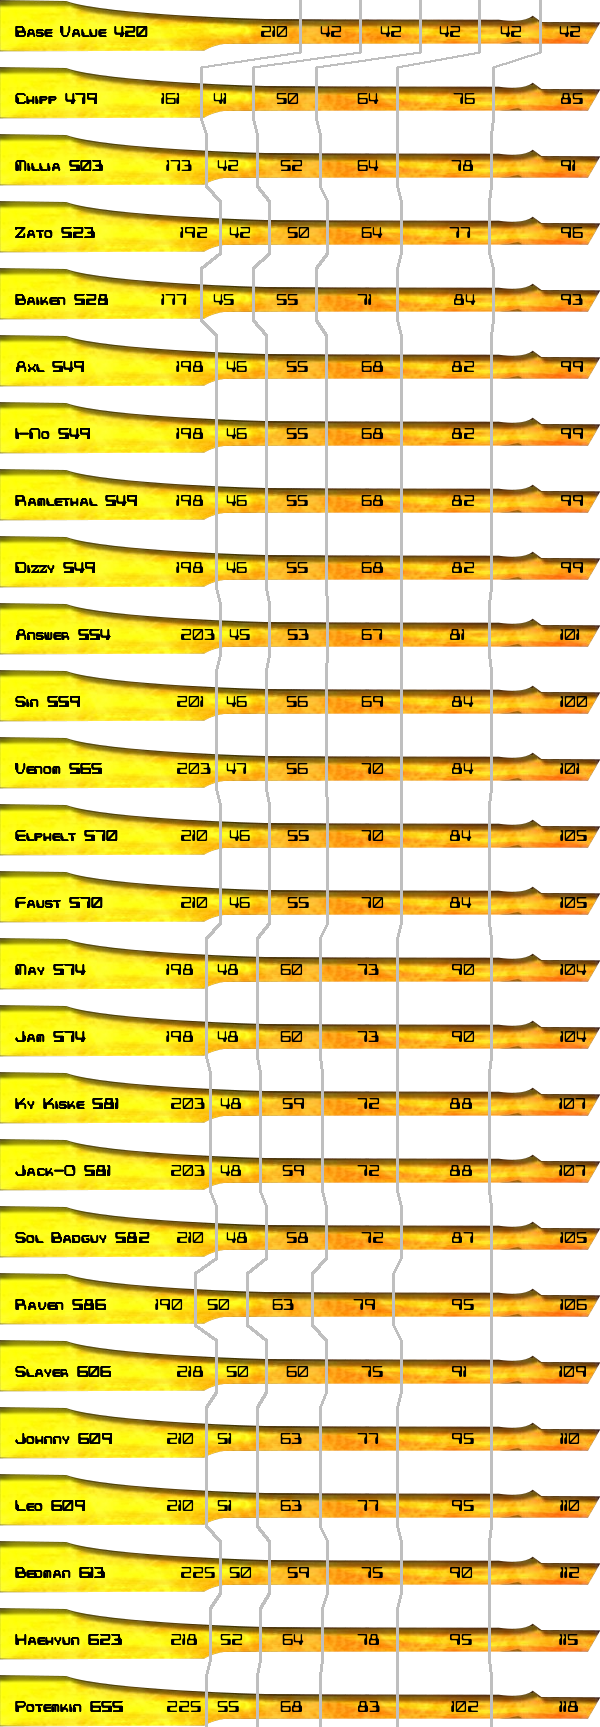 Base Value 420 210 42 42 42 42 42
Chipp 479 161 41 50 64 76 85
Millia 503 173 42 52 64 78 91
Zato 523 192 42 50 64 77 96
Baiken 528 177 45 55 71 84 93
Axl 549 198 46 55 68 82 99
I-No 549 198 46 55 68 82 99
Ramlethal 549 198 46 55 68 82 99
Dizzy 549 198 46 55 68 82 99
Answer 554 203 45 53 67 81 101
Sin 559 201 46 56 69 84 100
Venom 565 203 47 56 70 84 101
Elphelt 570 210 46 55 70 84 105
Faust 570 210 46 55 70 84 105
May 574 198 48 60 73 90 104
Jam 574 198 48 60 73 90 104
Ky Kiske 581 203 48 59 72 88 107
Jack-O 581 203 48 59 72 88 107
Sol Badguy 582 210 48 58 72 87 105
Raven 586 190 50 63 79 95 106
Slayer 606 218 50 60 75 91 109
Johnny 609 210 51 63 77 95 110
Leo 609 210 51 63 77 95 110
Bedman 613 225 50 59 75 90 112
Haehyun 623 218 52 64 78 95 115
Potemkin 655 225 55 68 83 102 118